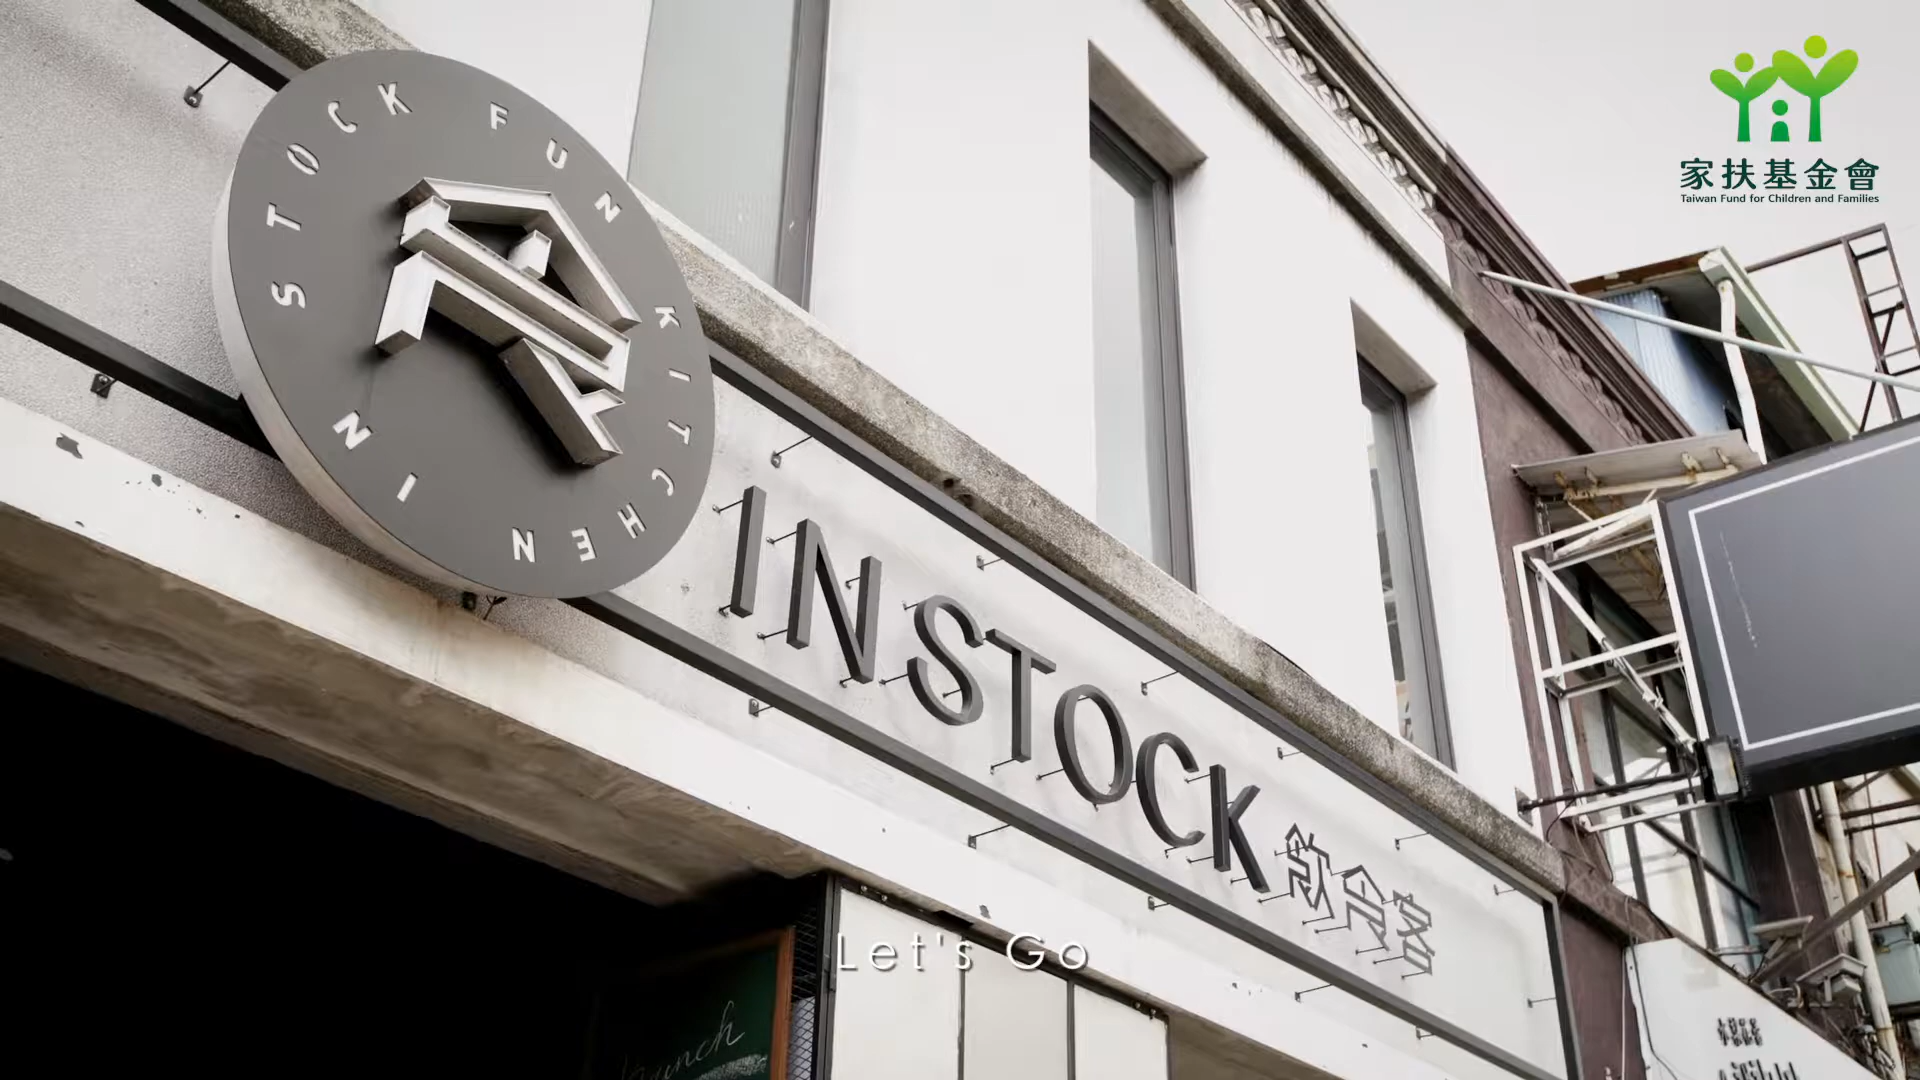 IN STOCK FUN KITCHEN
INSTOCK 飲食客
家扶基金會
Taiwan Fund for Children and Families
Let's Go